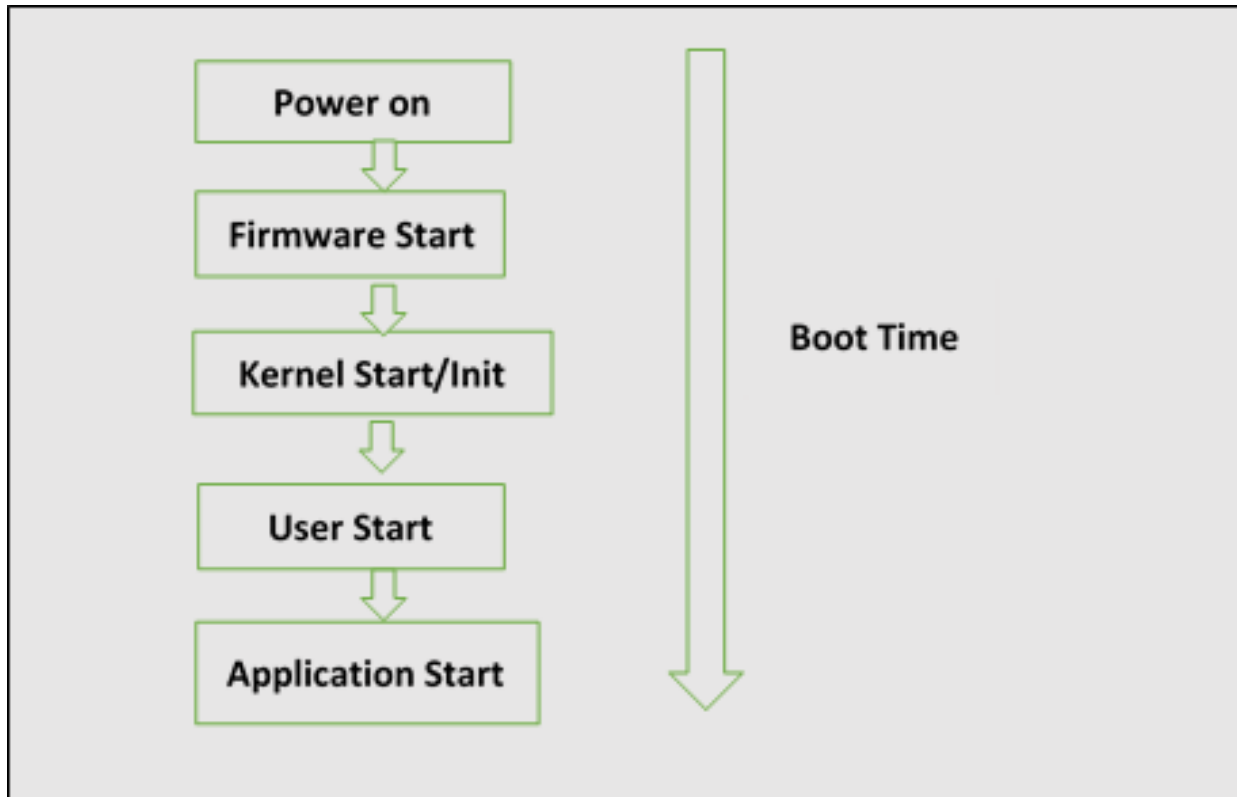 Power on
Firmware Start
Kernel Start/Init
Boot Time
User Start
Application Start